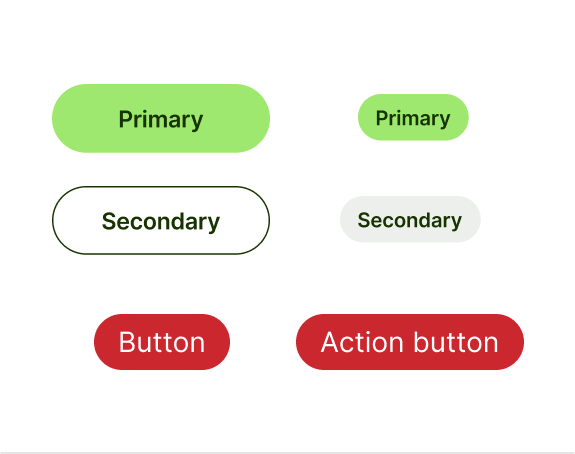 Primary
Primary
Secondary
Secondary
Button
Action button